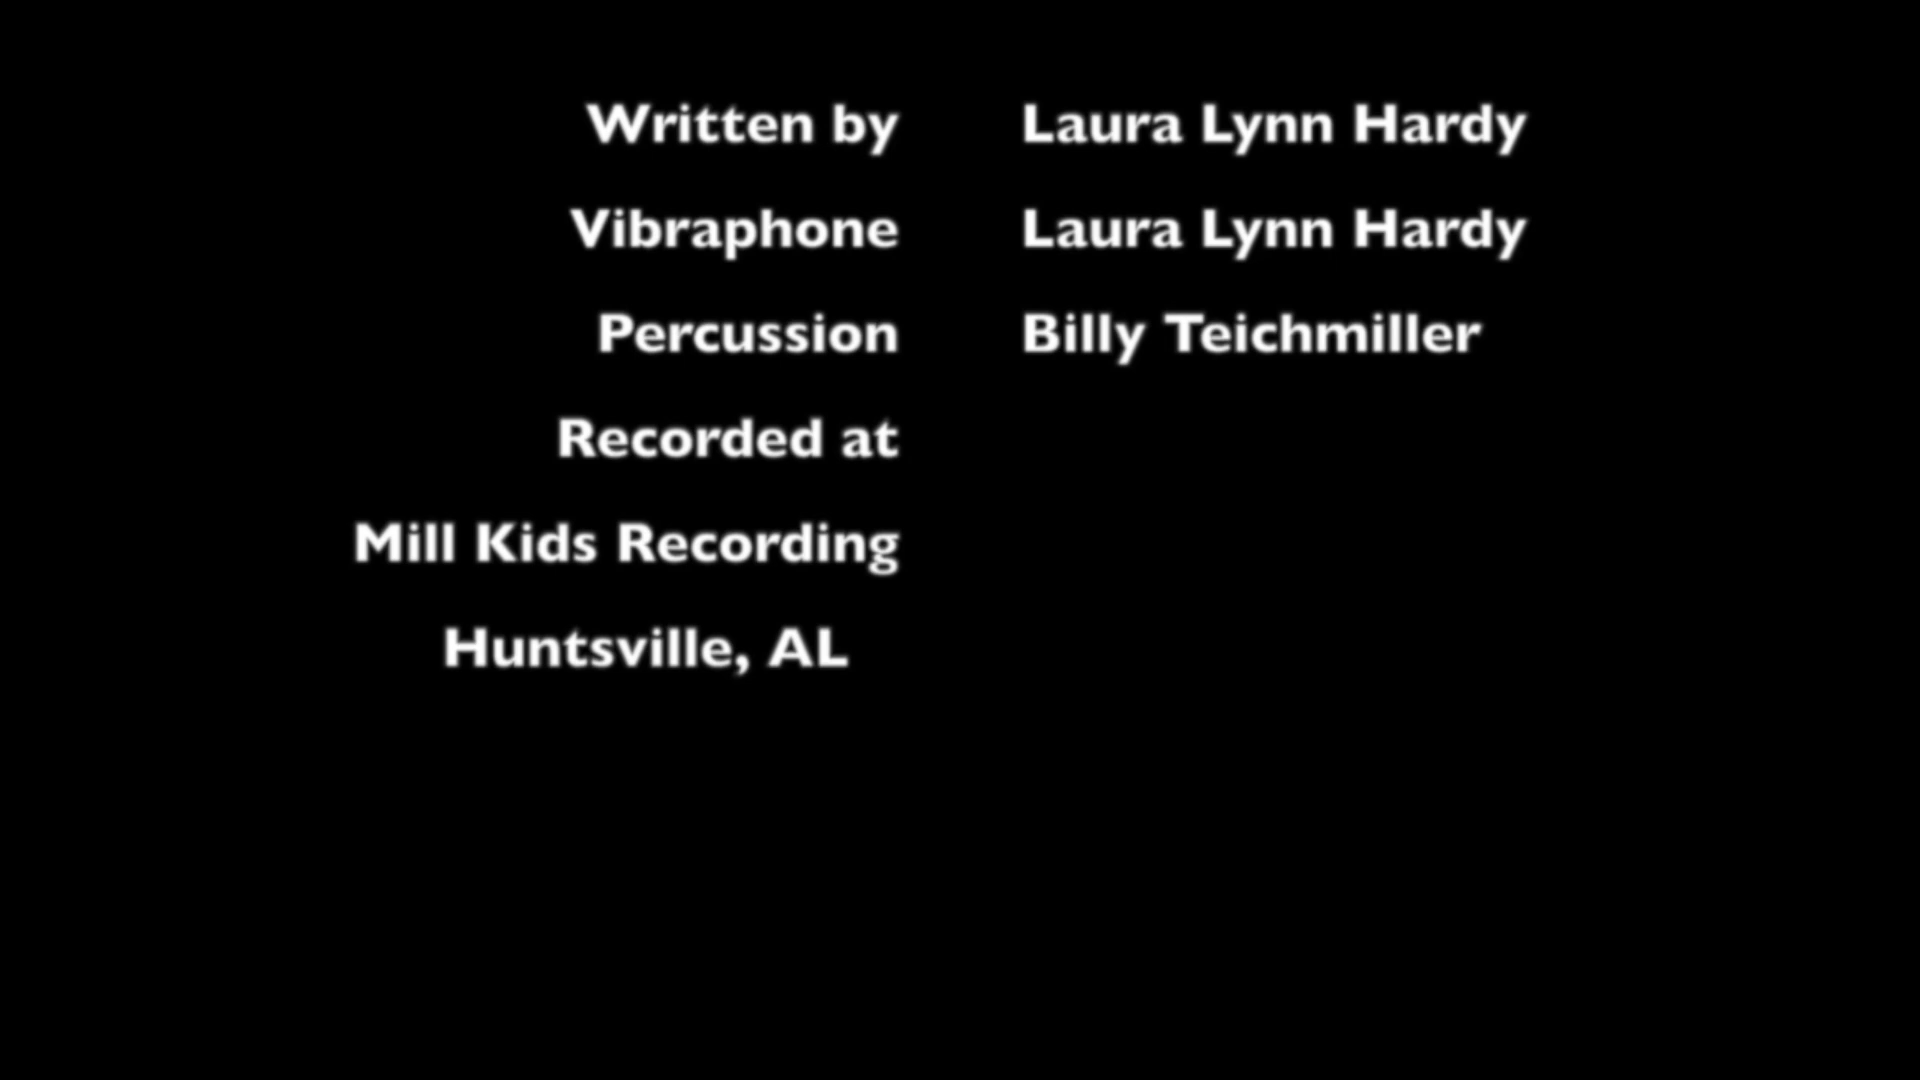 Written by Laura Lynn Hardy
Vibraphone Laura Lynn Hardy
Percussion Billy Teichmiller
Recorded at
Mill Kids Recording
Huntsville, AL